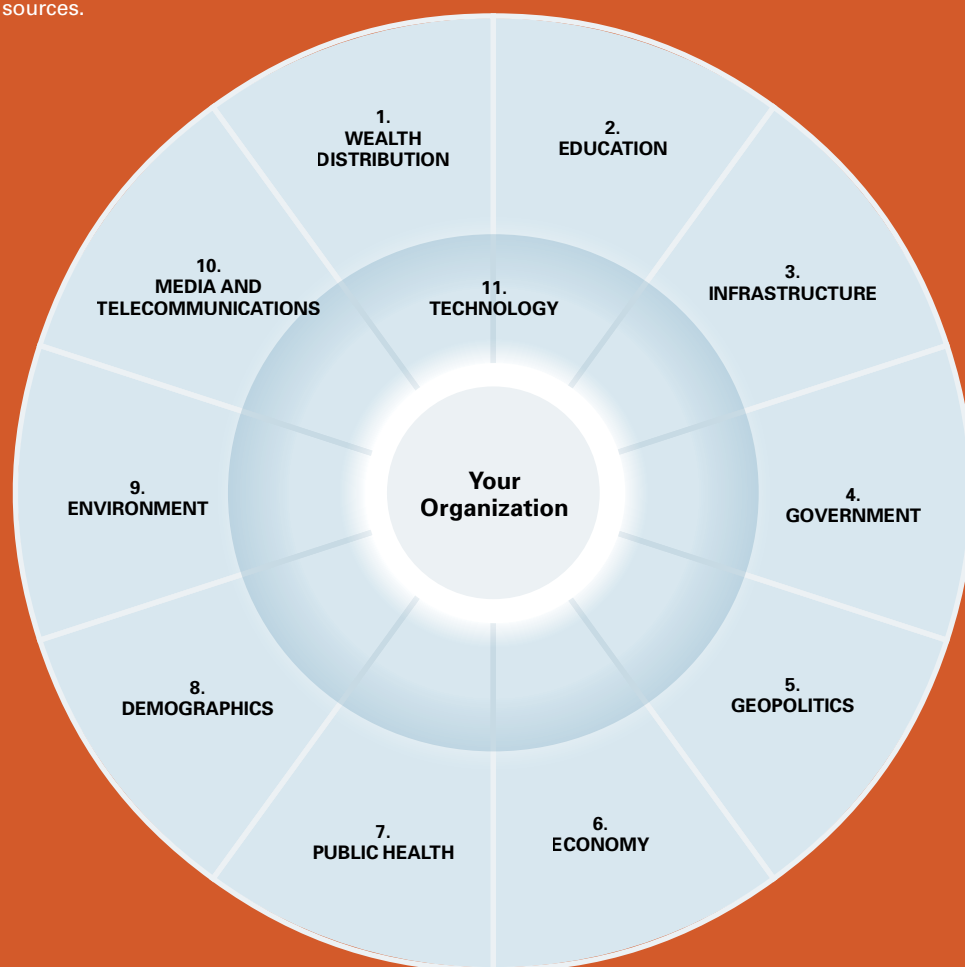 sources.
1.
WEALTH
DISTRIBUTION
2.
EDUCATION
3.
INFRASTRUCTURE
4.
GOVERNMENT
5.
GEOPOLITICS
6.
ECONOMY
7.
PUBLIC HEALTH
8.
DEMOGRAPHICS
9.
ENVIRONMENT
10.
MEDIA AND
TELECOMMUNICATIONS
11.
TECHNOLOGY
Your
Organization